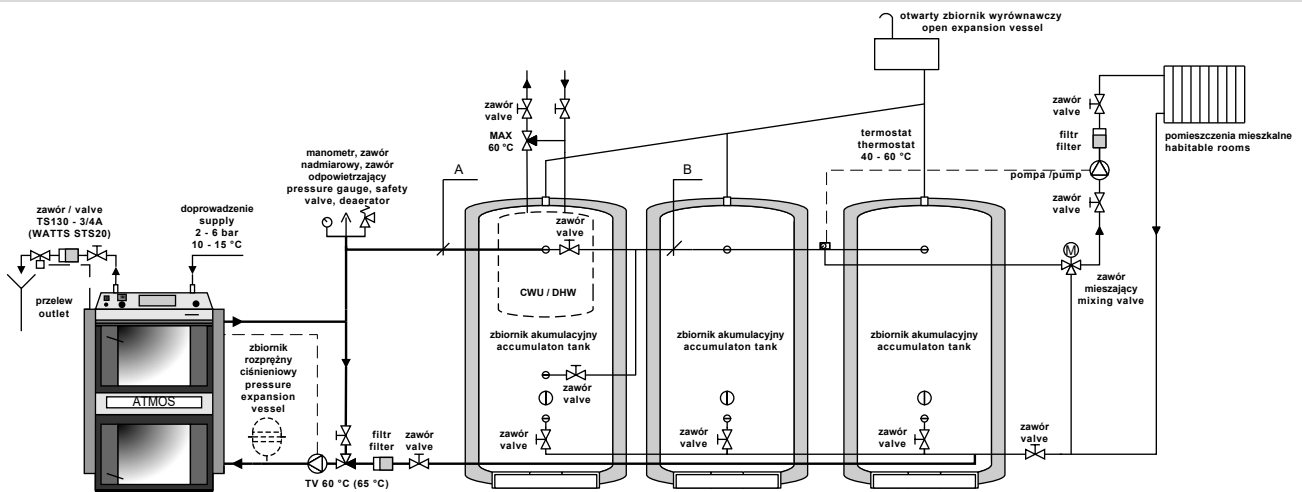 otwarty zbiornik wyrównawczy
open expansion vessel
zawór
valve
MAX
60 °C
termostat
thermostat
40 - 60 °C
zawór
valve
filtr
filter
pompa /pump
zawór
valve
pomieszczenia mieszkalne
habitable rooms
manometr, zawór
nadmiarowy, zawór
odpowietrzający
pressure gauge, safety
valve, deaerator
A
B
zawór / valve
TS130 - 3/4A
(WATTS STS20)
doprowadzenie
supply
2 - 6 bar
10 - 15 °C
przelew
outlet
zawór
valve
CWU / DHW
M
zawór
mieszający
mixing valve
zbiornik akumulacyjny
accumulaton tank
zbiornik akumulacyjny
accumulaton tank
zbiornik akumulacyjny
accumulaton tank
zbiornik
rozprężny
ciśnieniowy
pressure
expansion
vessel
ATMOS
zawór
valve
filtr
filter
zawór
valve
zawór
valve
zawór
valve
zawór
valve
zawór
valve
TV 60 °C (65 °C)